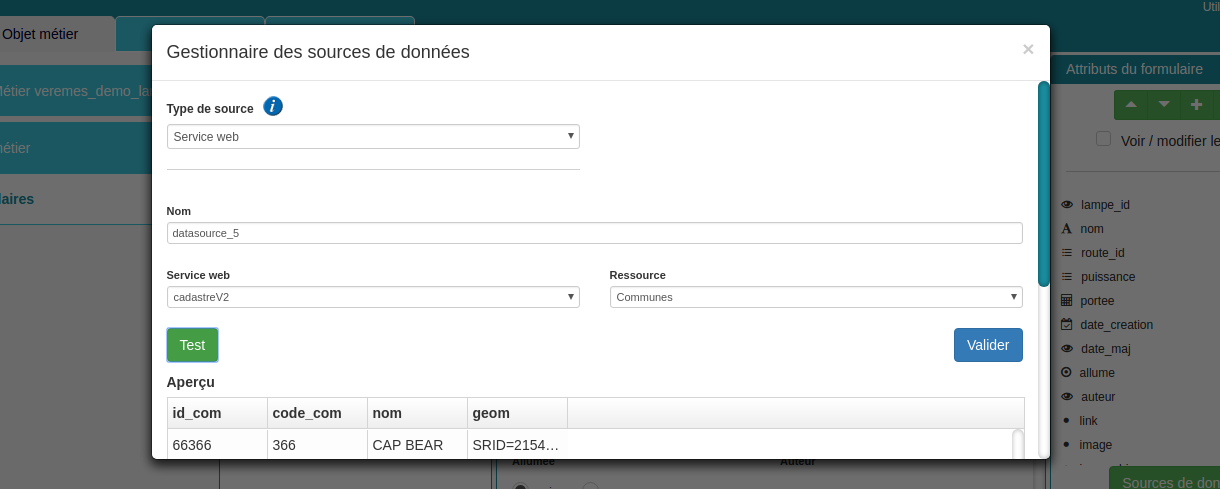 Util
Objet métier
Gestionnaire des sources de données
×
Attributs du formulaire
étier veremes_demo_la
Type de source
i
Service web
Voir / modifier le
étier
laires
Nom
datasource_5
lampe_id
A nom
route_id
puissance
portee
date_creation
date_maj
allume
auteur
link
image
Service web
Ressource
cadastreV2
Communes
Test
Valider
Aperçu
id_com code_com nom geom
66366 366 CAP BEAR SRID=2154…
Allumée
Auteur
Sources de don